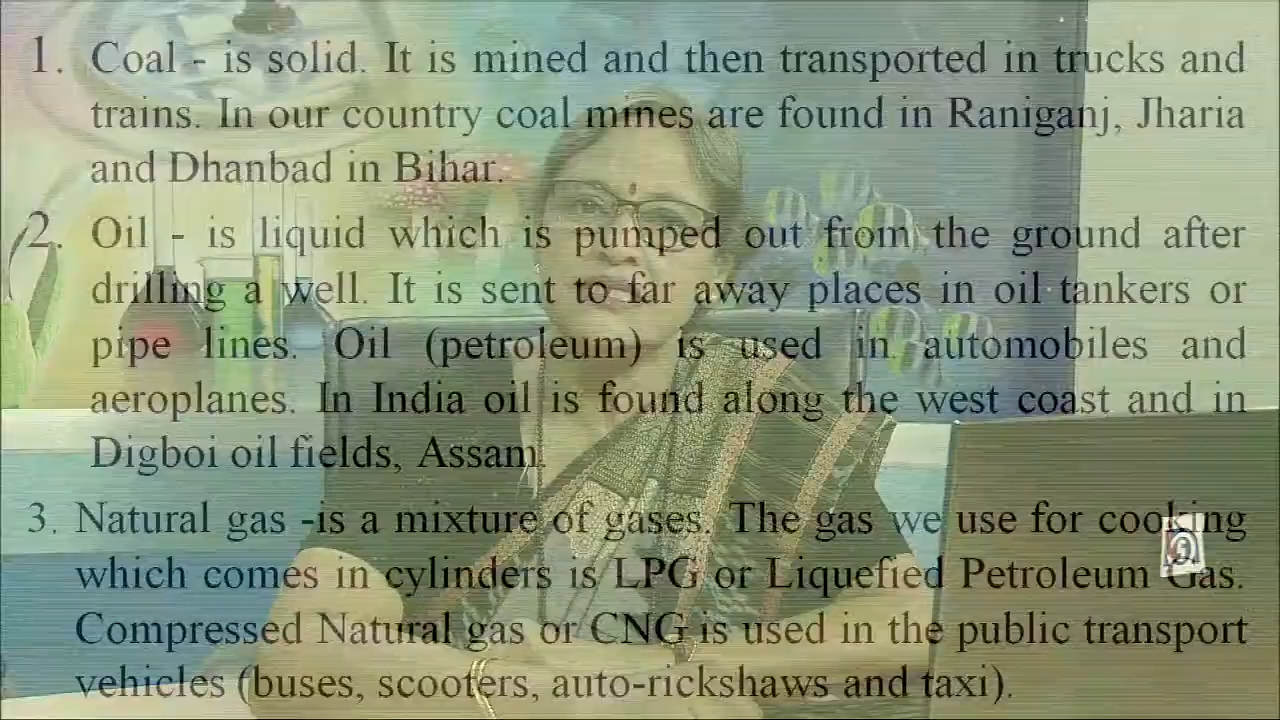 1. Coal - is solid. It is mined and then transported in trucks and
trains. In our country coal mines are found in Raniganj, Jharia
and Dhanbad in Bihar.
2. Oil - is liquid which is pumped out from the ground after
drilling a well. It is sent to far away places in oil tankers or
pipe lines. Oil (petroleum) is used in automobiles and
aeroplanes. In India oil is found along the west coast and in
Digboi oil fields, Assam.
3. Natural gas -is a mixture of gases. The gas we use for cooking
which comes in cylinders is LPG or Liquefied Petroleum Gas.
Compressed Natural gas or CNG is used in the public transport
vehicles (buses, scooters, auto-rickshaws and taxi).